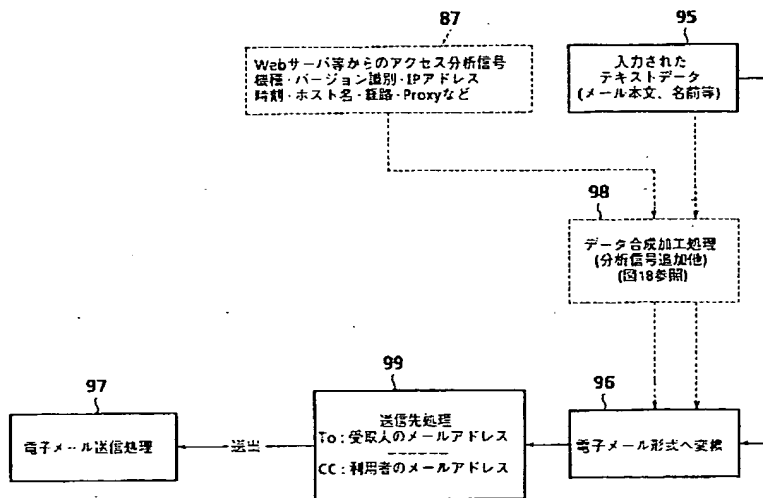 87
Webサーバ等からのアクセス分析信号
機種・バージョン識別・IPアドレス
時刻・ホスト名・経路・Proxyなど
95
入力された
テキストデータ
(メール本文、名前等)
98
データ合成加工処理
(分析信号追加他)
(図18参照)
97
電子メール送信処理
送出
99
送信先処理
To：受取人のメールアドレス
CC：利用者のメールアドレス
96
電子メール形式へ変換